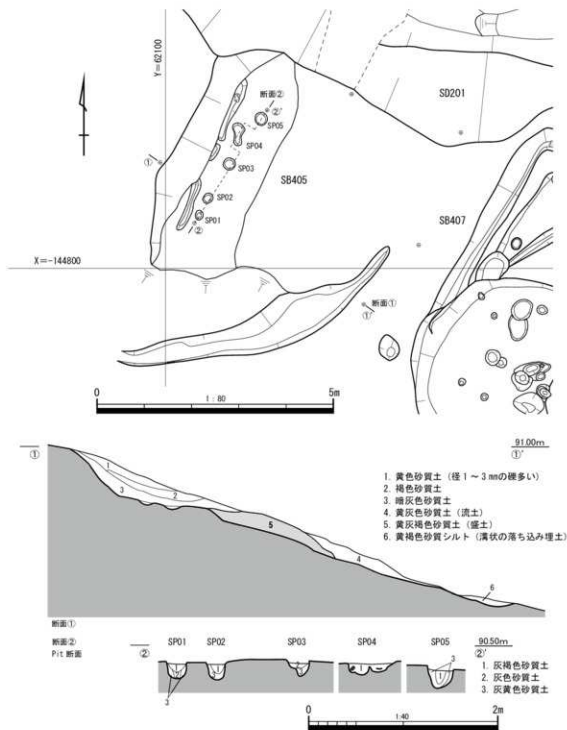 Y=62100
SD201
断面②
②'
SP05
SP04
①
SP03
SB405
SP02
SB407
SP01
②
X=-144800
断面①
①'
0
5m
1:80
①
91.00m
①'
1
2
3
5
4
6
1. 黄色砂質土（径1～3㎜の礫多い）
2. 褐色砂質土
3. 暗灰色砂質土
4. 黄灰色砂質土（流土）
5. 黄灰褐色砂質土（盛土）
6. 黄褐色砂質シルト（溝状の落ち込み埋土）
断面①
断面②
Pit 断面
②
SP01
SP02
SP03
SP04
SP05
90.50m
②'
3
1
3
1. 灰褐色砂質土
2. 灰色砂質土
3. 灰黄色砂質土
0
2m
1:40